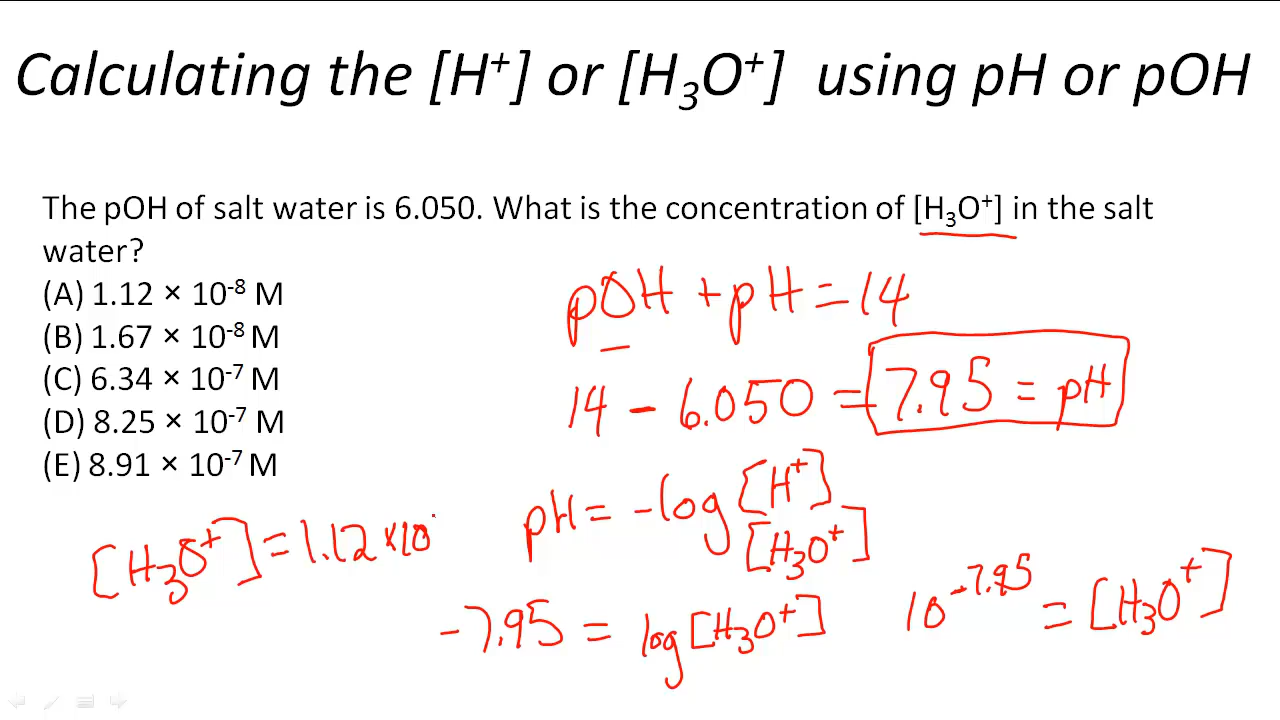 Calculating the [H⁺] or [H₃O⁺] using pH or pOH
The pOH of salt water is 6.050. What is the concentration of [H₃O⁺] in the salt
water?
(A) 1.12 × 10⁻⁸ M
(B) 1.67 × 10⁻⁸ M
(C) 6.34 × 10⁻⁷ M
(D) 8.25 × 10⁻⁷ M
(E) 8.91 × 10⁻⁷ M
pOH + pH = 14
14 - 6.050 = 7.95 = pH
pH = -log [H⁺]
[H₃O⁺]
-7.95 = log [H₃O⁺]
10⁻⁷·⁹⁵ = [H₃O⁺]
[H₃O⁺] = 1.12 × 10